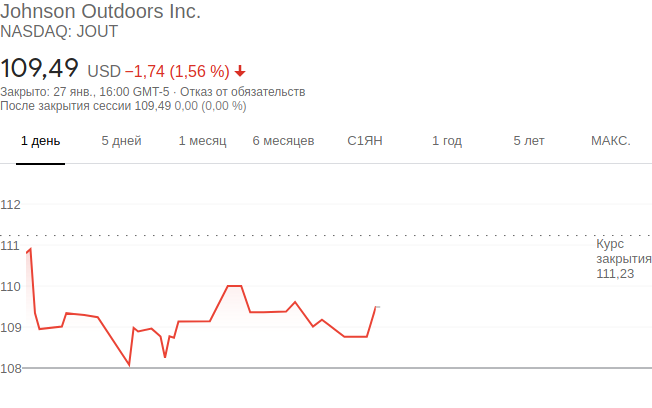 Johnson Outdoors Inc.
NASDAQ: JOUT
109,49 USD −1,74 (1,56 %)
Закрыто: 27 янв., 16:00 GMT-5 · Отказ от обязательств
После закрытия сессии 109,49 0,00 (0,00 %)
1 день 5 дней 1 месяц 6 месяцев С1ЯН 1 год 5 лет МАКС.
112
111
Курс
закрытия
111,23
110
109
108